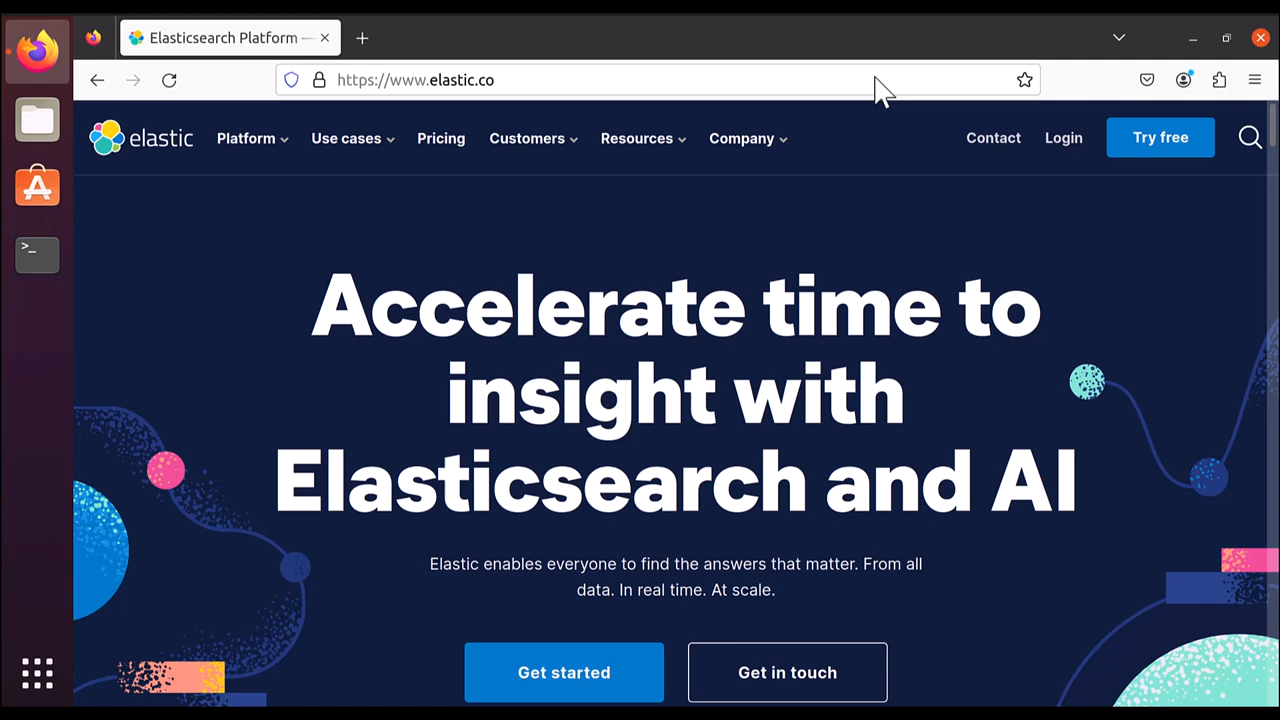 Elasticsearch Platform —
https://www.elastic.co
elastic
Platform
Use cases
Pricing
Customers
Resources
Company
Contact
Login
Try free
Accelerate time to
insight with
Elasticsearch and AI
Elastic enables everyone to find the answers that matter. From all
data. In real time. At scale.
Get started
Get in touch